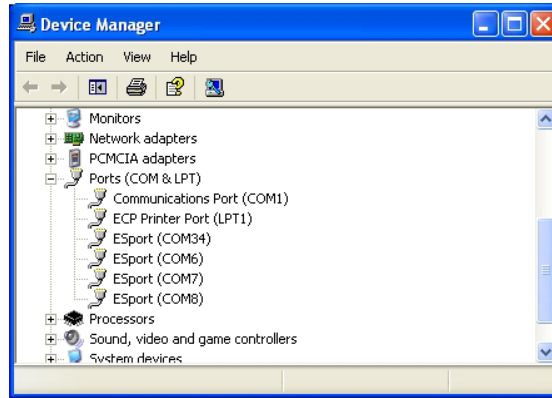 Device Manager
File Action View Help
Monitors
Network adapters
PCMCIA adapters
Ports (COM & LPT)
Communications Port (COM1)
ECP Printer Port (LPT1)
ESport (COM34)
ESport (COM6)
ESport (COM7)
ESport (COM8)
Processors
Sound, video and game controllers
System devices